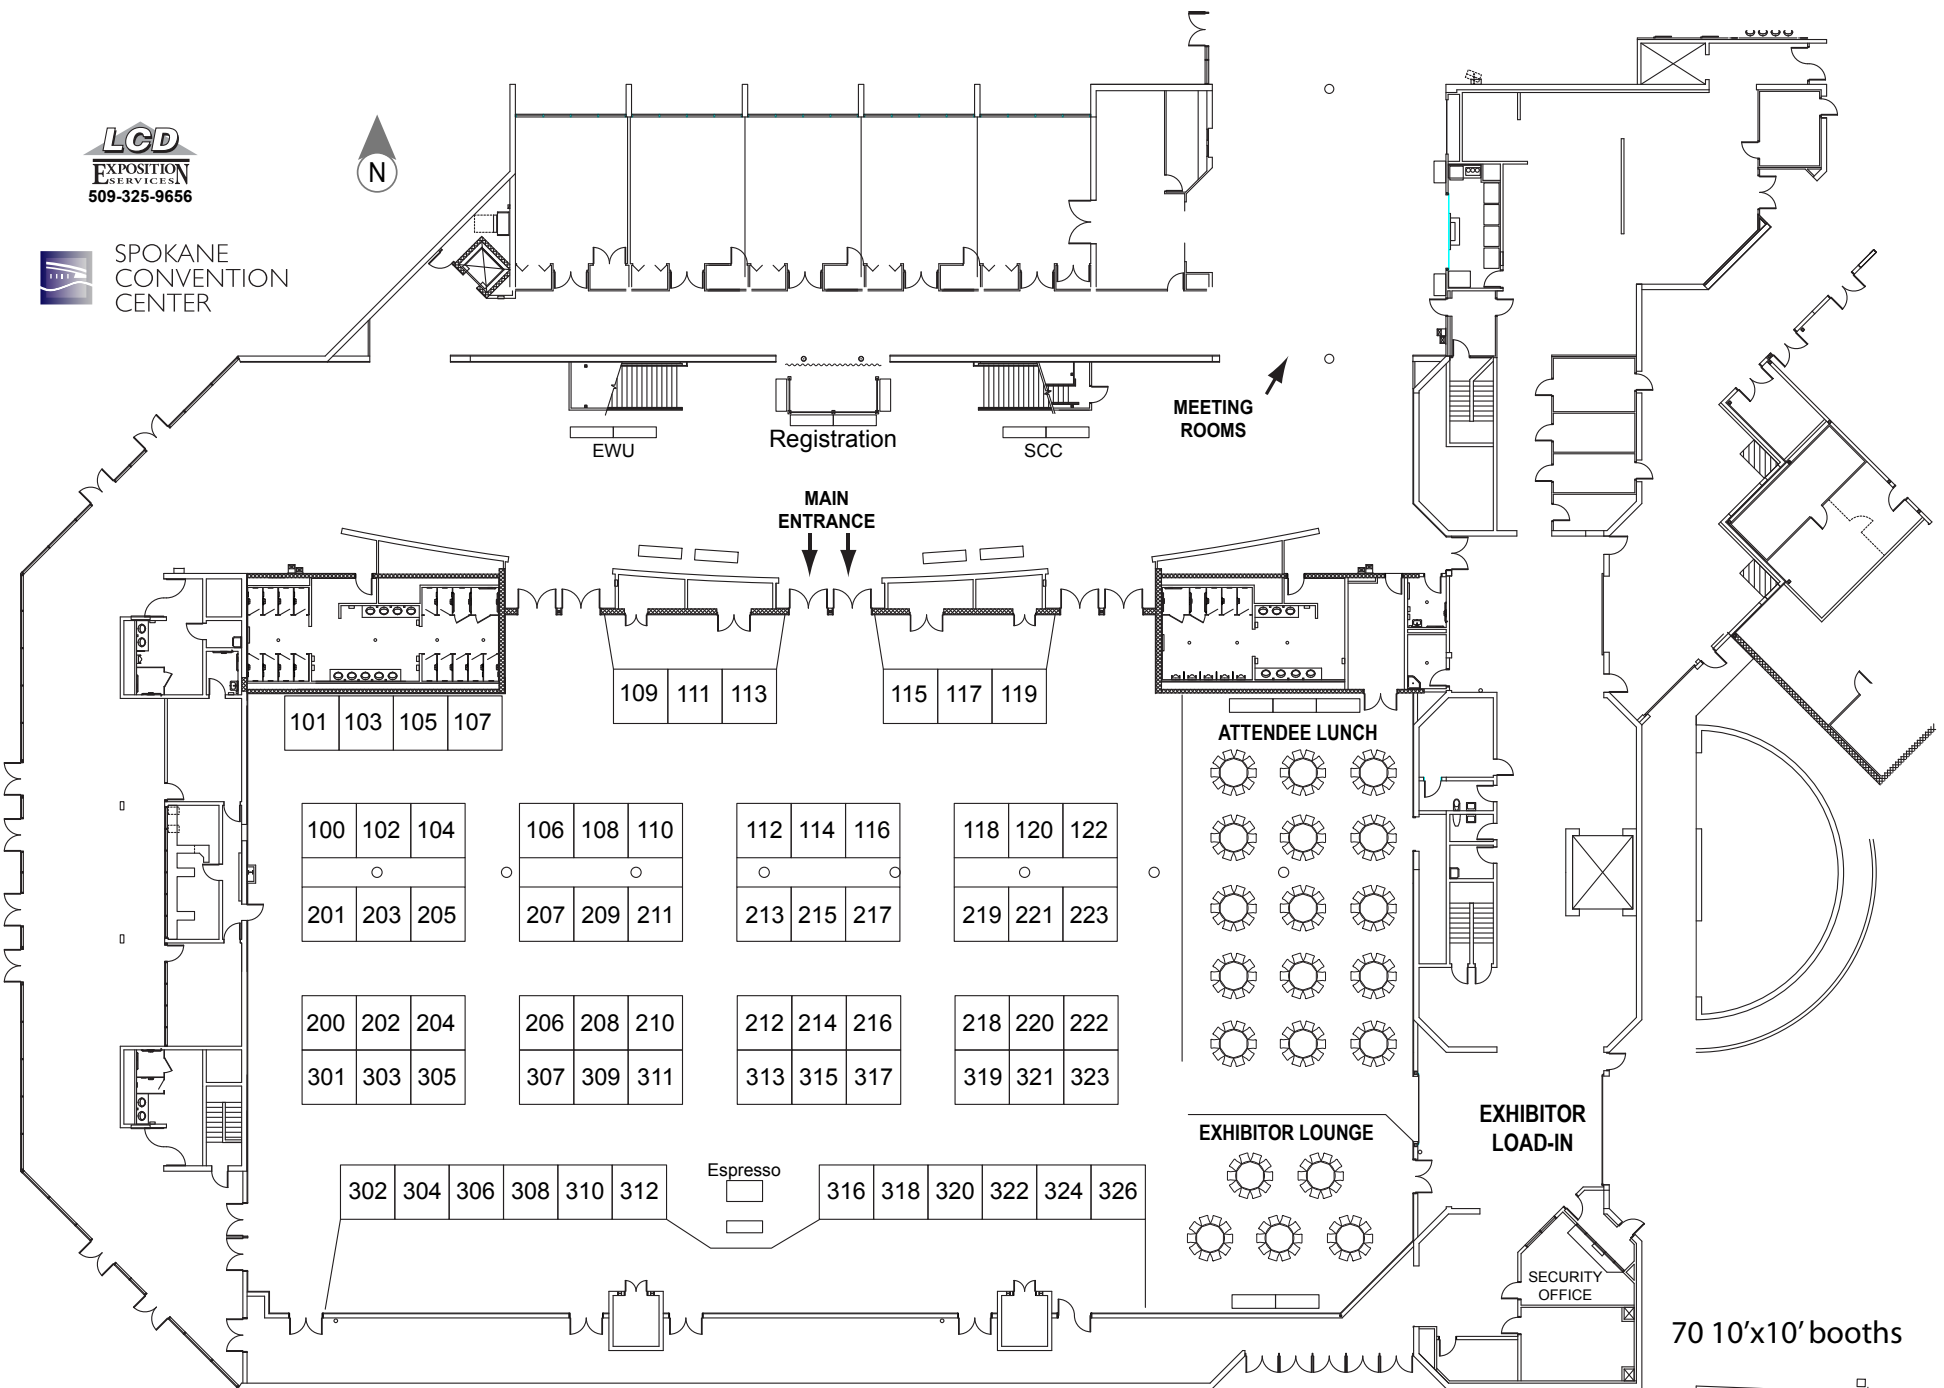 LCD
EXPOSITION
SERVICES
509-325-9656
N
SPOKANE
CONVENTION
CENTER
MEETING
ROOMS
EWU
Registration
SCC
MAIN
ENTRANCE
109 111 113
115 117 119
101 103 105 107
ATTENDEE LUNCH
100 102 104
106 108 110
112 114 116
118 120 122
201 203 205
207 209 211
213 215 217
219 221 223
200 202 204
206 208 210
212 214 216
218 220 222
301 303 305
307 309 311
313 315 317
319 321 323
EXHIBITOR
LOAD-IN
EXHIBITOR LOUNGE
Espresso
302 304 306 308 310 312
316 318 320 322 324 326
SECURITY
OFFICE
70 10’x10’ booths